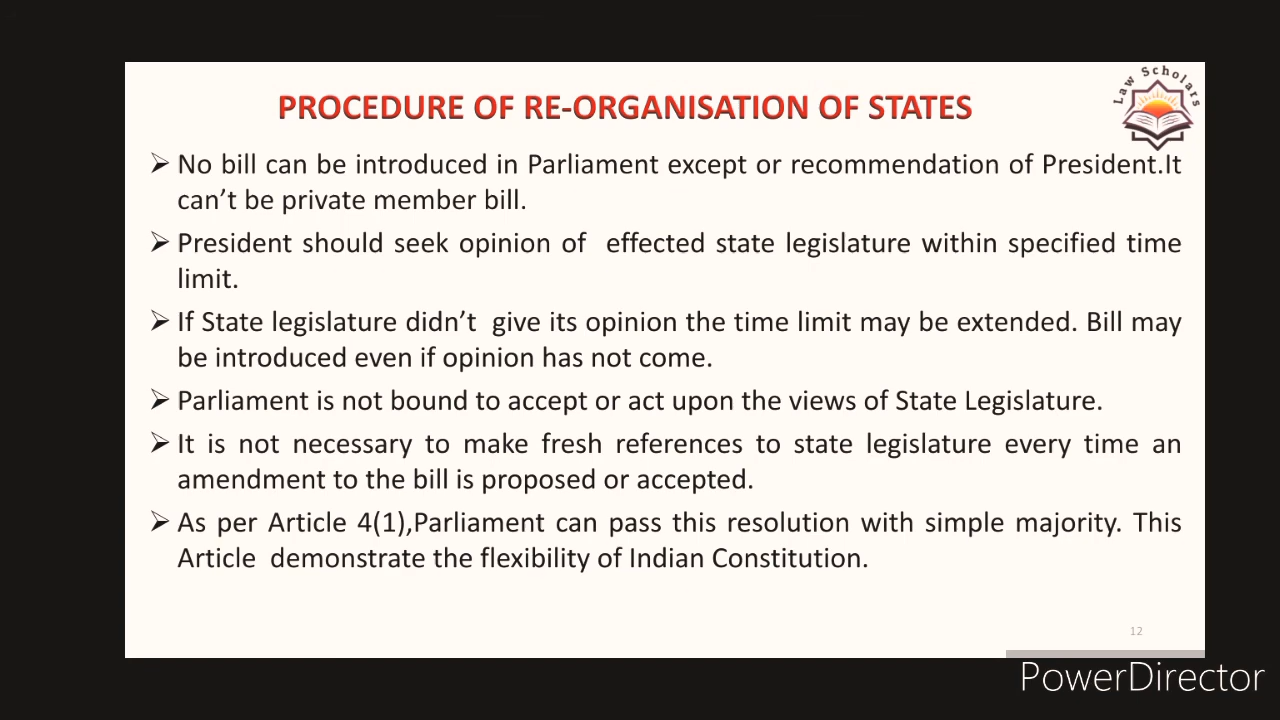 PROCEDURE OF RE-ORGANISATION OF STATES
Law Scholars
➢ No bill can be introduced in Parliament except or recommendation of President.It
can’t be private member bill.
➢ President should seek opinion of effected state legislature within specified time
limit.
➢ If State legislature didn’t give its opinion the time limit may be extended. Bill may
be introduced even if opinion has not come.
➢ Parliament is not bound to accept or act upon the views of State Legislature.
➢ It is not necessary to make fresh references to state legislature every time an
amendment to the bill is proposed or accepted.
➢ As per Article 4(1),Parliament can pass this resolution with simple majority. This
Article demonstrate the flexibility of Indian Constitution.
12
PowerDirector